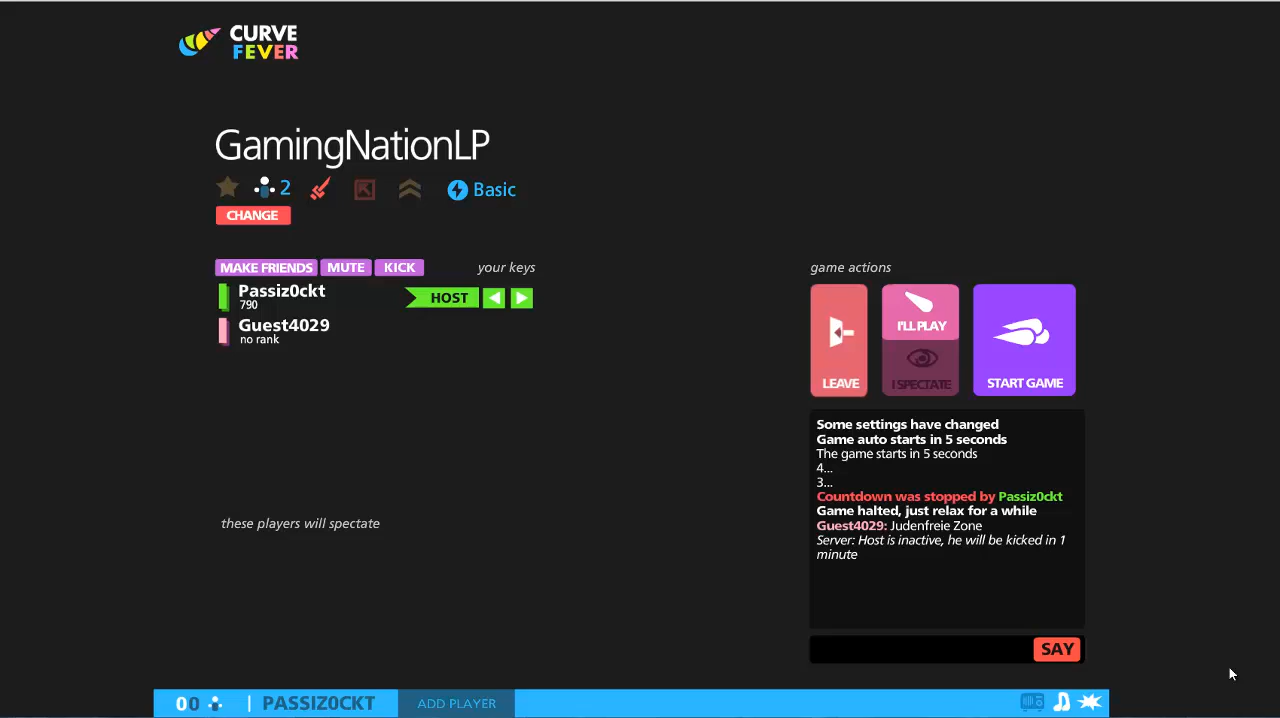 CURVE
FEVER
GamingNationLP
2
Basic
CHANGE
MAKE FRIENDS MUTE KICK your keys
Passiz0ckt HOST
790
Guest4029
no rank
these players will spectate
game actions
LEAVE
I'LL PLAY
I SPECTATE
START GAME
Some settings have changed
Game auto starts in 5 seconds
The game starts in 5 seconds
4...
3...
Countdown was stopped by Passiz0ckt
Game halted, just relax for a while
Guest4029: Judenfreie Zone
Server: Host is inactive, he will be kicked in 1
minute
SAY
00 | PASSIZ0CKT ADD PLAYER